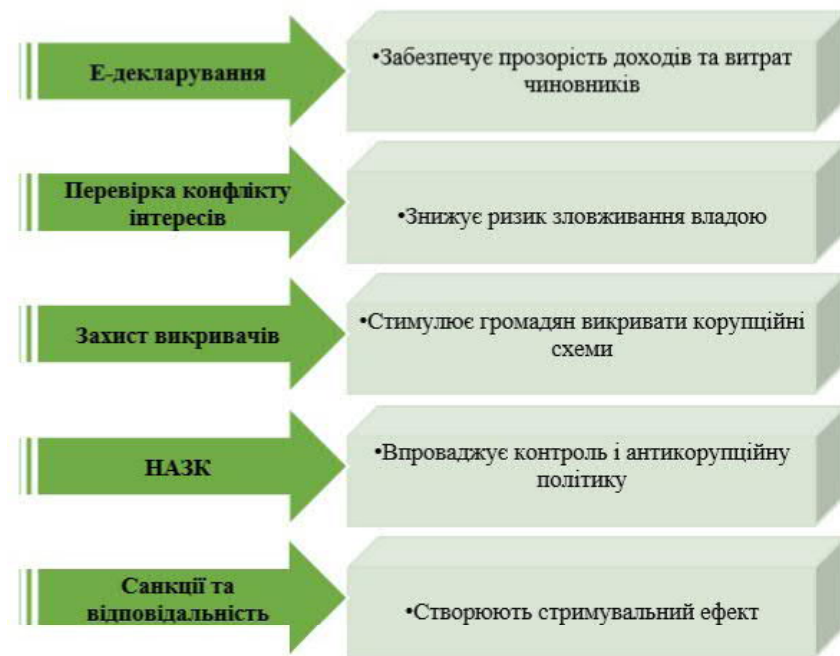 Е-декларування
•Забезпечує прозорість доходів та витрат
чиновників
Перевірка конфлікту
інтересів
•Знижує ризик зловживання владою
Захист викривачів
•Стимулює громадян викривати корупційні
схеми
НАЗК
•Впроваджує контроль і антикорупційну
політику
Санкції та
відповідальність
•Створюють стримувальний ефект